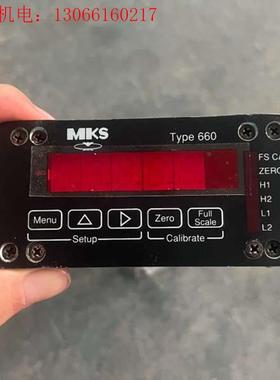 机电：13066160217
MKS
Type 660
FS CA
ZERO
H1
H2
L1
L2
Menu
Zero
Full
Scale
Setup
Calibrate